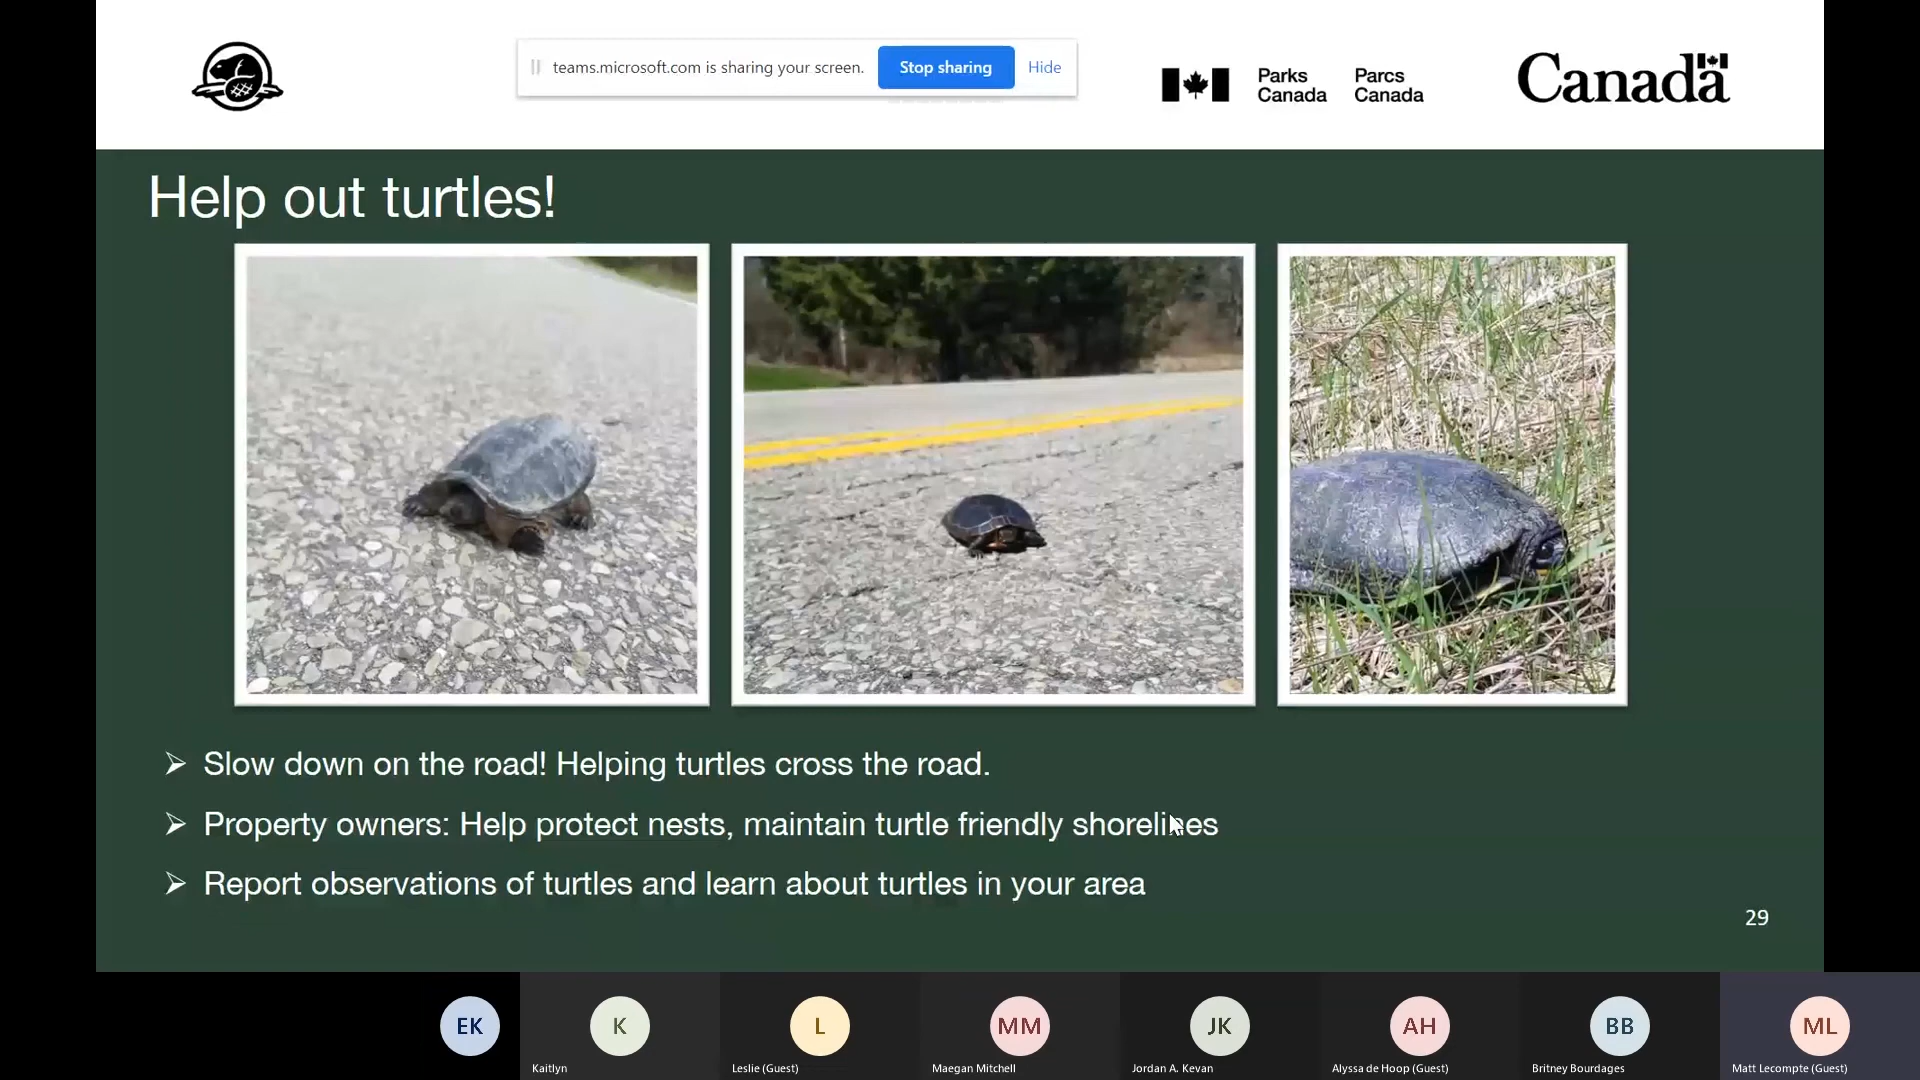 teams.microsoft.com is sharing your screen. Stop sharing Hide
Parks Canada
Parcs Canada
Canada
Help out turtles!
➢ Slow down on the road! Helping turtles cross the road.
➢ Property owners: Help protect nests, maintain turtle friendly shorelines
➢ Report observations of turtles and learn about turtles in your area
29
EK
K
L
MM
JK
AH
BB
ML
Kaitlyn
Leslie (Guest)
Maegan Mitchell
Jordan A. Kevan
Alyssa de Hoop (Guest)
Britney Bourdages
Matt Lecompte (Guest)